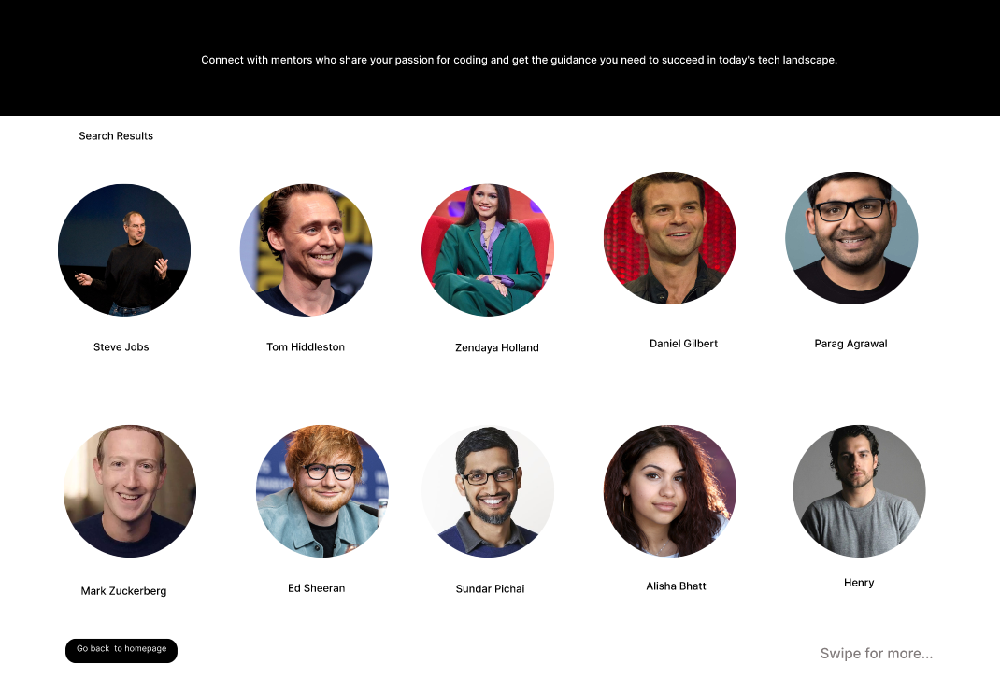 Connect with mentors who share your passion for coding and get the guidance you need to succeed in today's tech landscape.
Search Results
Steve Jobs
Tom Hiddleston
Zendaya Holland
Daniel Gilbert
Parag Agrawal
Mark Zuckerberg
Ed Sheeran
Sundar Pichai
Alisha Bhatt
Henry
Go back to homepage
Swipe for more...